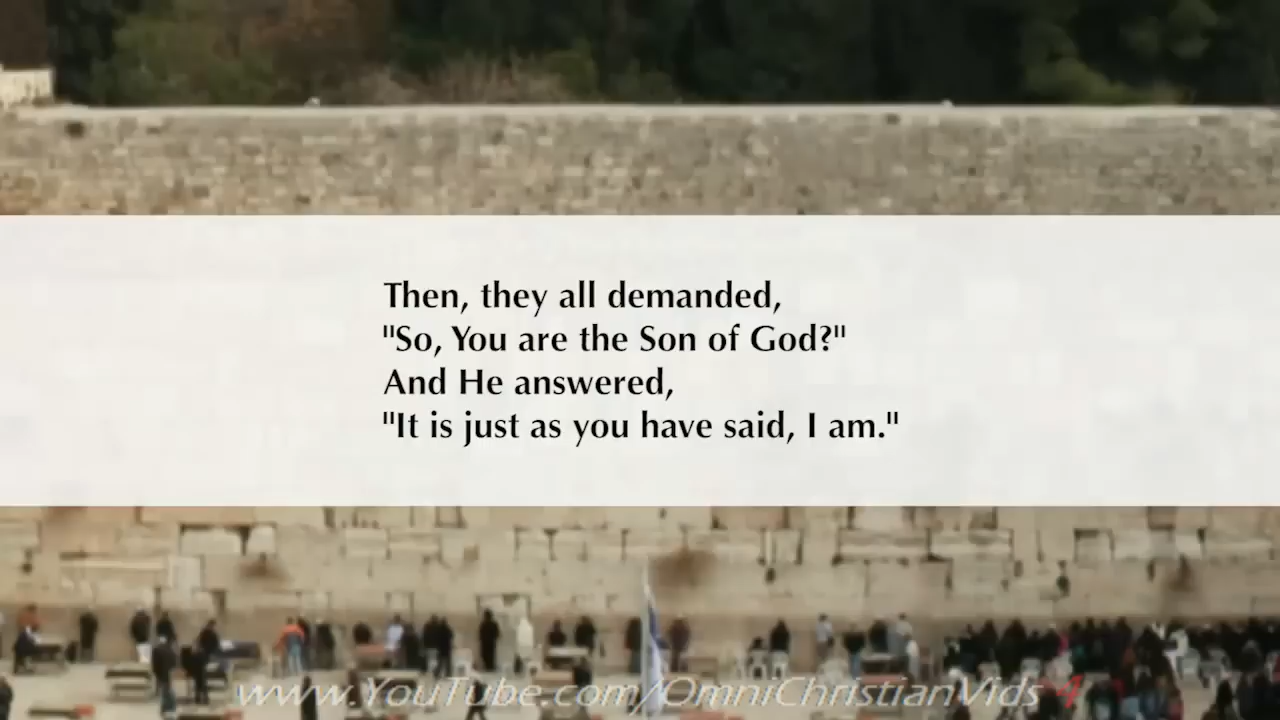 Then, they all demanded,
"So, You are the Son of God?"
And He answered,
"It is just as you have said, I am."
www.YouTube.com/OmniChristianVids